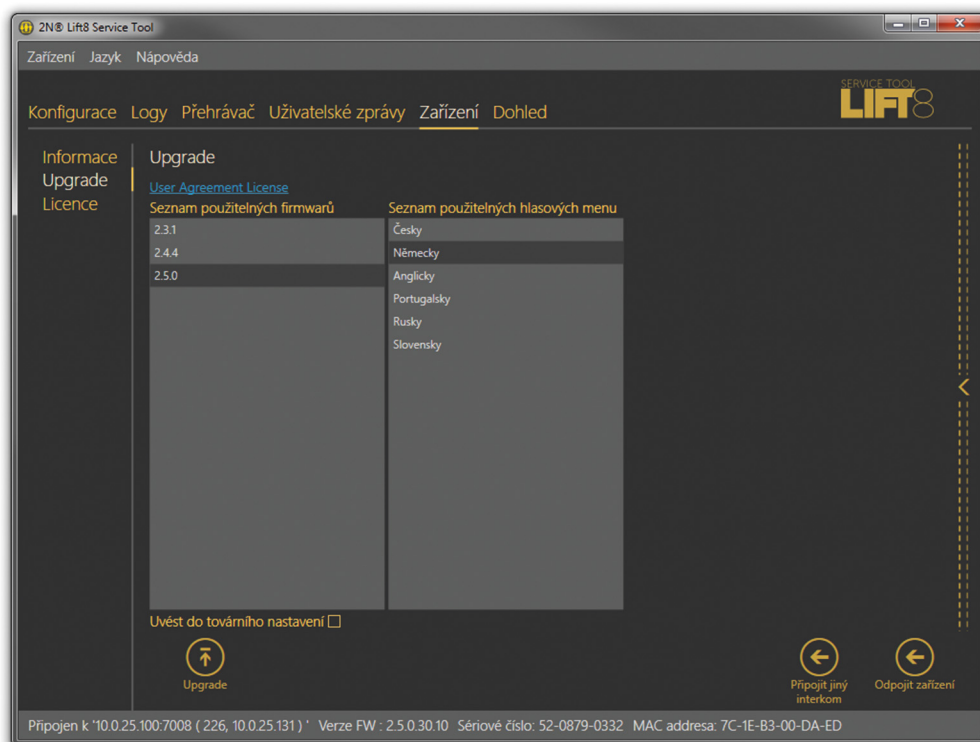 2N® Lift8 Service Tool
Zařízení Jazyk Nápověda
SERVICE TOOL
LIFT8
Konfigurace Logy Přehrávač Uživatelské zprávy Zařízení Dohled
Informace
Upgrade
Licence
Upgrade
User Agreement License
Seznam použitelných firmwarů
2.3.1
2.4.4
2.5.0
Seznam použitelných hlasových menu
Česky
Německy
Anglicky
Portugalsky
Rusky
Slovensky
Uvést do továrního nastavení
Upgrade
Připojit jiný
interkom
Odpojit zařízení
Připojen k '10.0.25.100:7008 ( 226, 10.0.25.131 ) ' Verze FW : 2.5.0.30.10 Sériové číslo: 52-0879-0332 MAC addresa: 7C-1E-B3-00-DA-ED